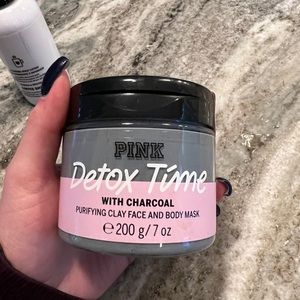 PINK
Detox Time
WITH CHARCOAL
PURIFYING CLAY FACE AND BODY MASK
℮ 200 g/7 oz